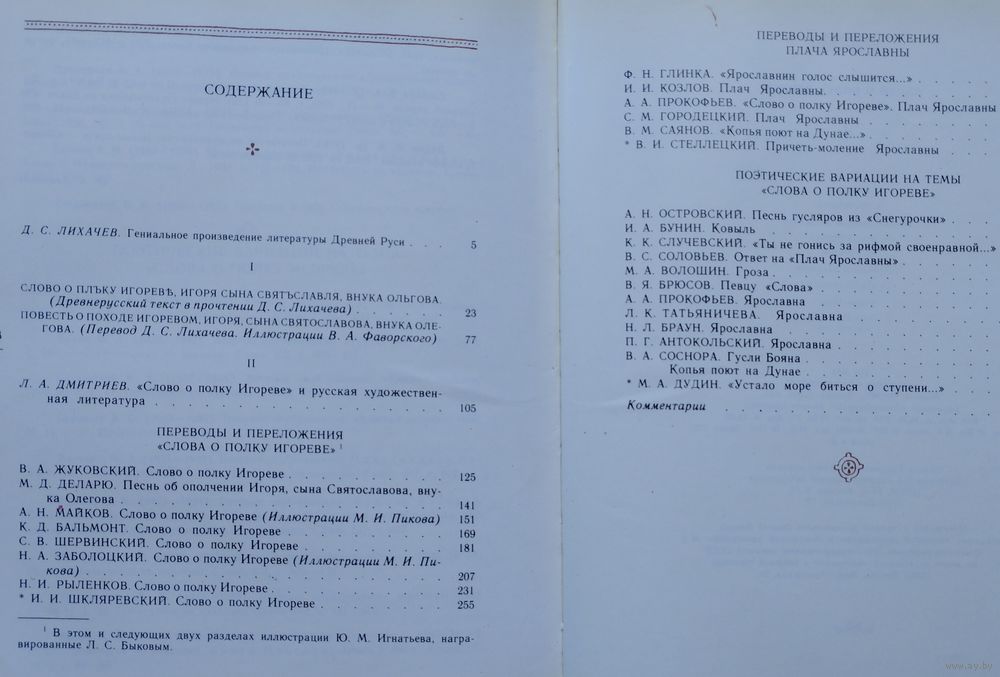 СОДЕРЖАНИЕ
Д. С. ЛИХАЧЕВ. Гениальное произведение литературы Древней Руси . . . 5
I
СЛОВО О ПЛЪКУ ИГОРЕВѢ, ИГОРЯ СЫНА СВЯТЪСЛАВЛЯ, ВНУКА ОЛЬГОВА.
(Древнерусский текст в прочтении Д. С. Лихачева) . . . . . . 23
ПОВЕСТЬ О ПОХОДЕ ИГОРЕВОМ, ИГОРЯ, СЫНА СВЯТОСЛАВОВА, ВНУКА ОЛЕ-
ГОВА. (Перевод Д. С. Лихачева. Иллюстрации В. А. Фаворского) 77
II
Л. А. ДМИТРИЕВ. «Слово о полку Игореве» и русская художествен-
ная литература . . . . . . . . . . . . . 105
ПЕРЕВОДЫ И ПЕРЕЛОЖЕНИЯ
«СЛОВА О ПОЛКУ ИГОРЕВЕ» 1
В. А. ЖУКОВСКИЙ. Слово о полку Игореве . . . . . . . . 125
М. Д. ДЕЛАРЮ. Песнь об ополчении Игоря, сына Святославова, вну-
ка Олегова . . . . . . . . . . . . . 141
А. Н. МАЙКОВ. Слово о полку Игореве (Иллюстрации М. И. Пикова) 151
К. Д. БАЛЬМОНТ. Слово о полку Игореве . . . . . . . . 169
С. В. ШЕРВИНСКИЙ. Слово о полку Игореве . . . . . . . 181
Н. А. ЗАБОЛОЦКИЙ. Слово о полку Игореве (Иллюстрации М. И. Пи-
кова) . . . . . . . . . . . . . . 207
Н. И. РЫЛЕНКОВ. Слово о полку Игореве . . . . . . . . 231
* И. И. ШКЛЯРЕВСКИЙ. Слово о полку Игореве . . . . . . 255
1 В этом и следующих двух разделах иллюстрации Ю. М. Игнатьева, награ-
вированные Л. С. Быковым.
ПЕРЕВОДЫ И ПЕРЕЛОЖЕНИЯ
ПЛАЧА ЯРОСЛАВНЫ
Ф. Н. ГЛИНКА. «Ярославнин голос слышится...» . . . .
И. И. КОЗЛОВ. Плач Ярославны. . . . . . . . .
А. А. ПРОКОФЬЕВ. «Слово о полку Игореве». Плач Ярославны
С. М. ГОРОДЕЦКИЙ. Плач Ярославны . . . . . . .
В. М. САЯНОВ. «Копья поют на Дунае...» . . . . . .
* В. И. СТЕЛЛЕЦКИЙ. Причеть-моление Ярославны . . .
ПОЭТИЧЕСКИЕ ВАРИАЦИИ НА ТЕМЫ
«СЛОВА О ПОЛКУ ИГОРЕВЕ»
А. Н. ОСТРОВСКИЙ. Песнь гусляров из «Снегурочки» . . .
И. А. БУНИН. Ковыль . . . . . . . . . . .
К. К. СЛУЧЕВСКИЙ. «Ты не гонись за рифмой своенравной...»
В. С. СОЛОВЬЕВ. Ответ на «Плач Ярославны» . . . . .
М. А. ВОЛОШИН. Гроза . . . . . . . . . . .
В. Я. БРЮСОВ. Певцу «Слова» . . . . . . . . .
А. А. ПРОКОФЬЕВ. Ярославна . . . . . . . . .
Л. К. ТАТЬЯНИЧЕВА. Ярославна . . . . . . . .
Н. Л. БРАУН. Ярославна . . . . . . . . . . .
П. Г. АНТОКОЛЬСКИЙ. Ярославна . . . . . . . .
В. А. СОСНОРА. Гусли Бояна . . . . . . . . .
Копья поют на Дунае . . . . . . . . .
* М. А. ДУДИН. «Устало море биться о ступени...» . . .
Комментарии . . . . . . . . . . . . .
www.ay.by